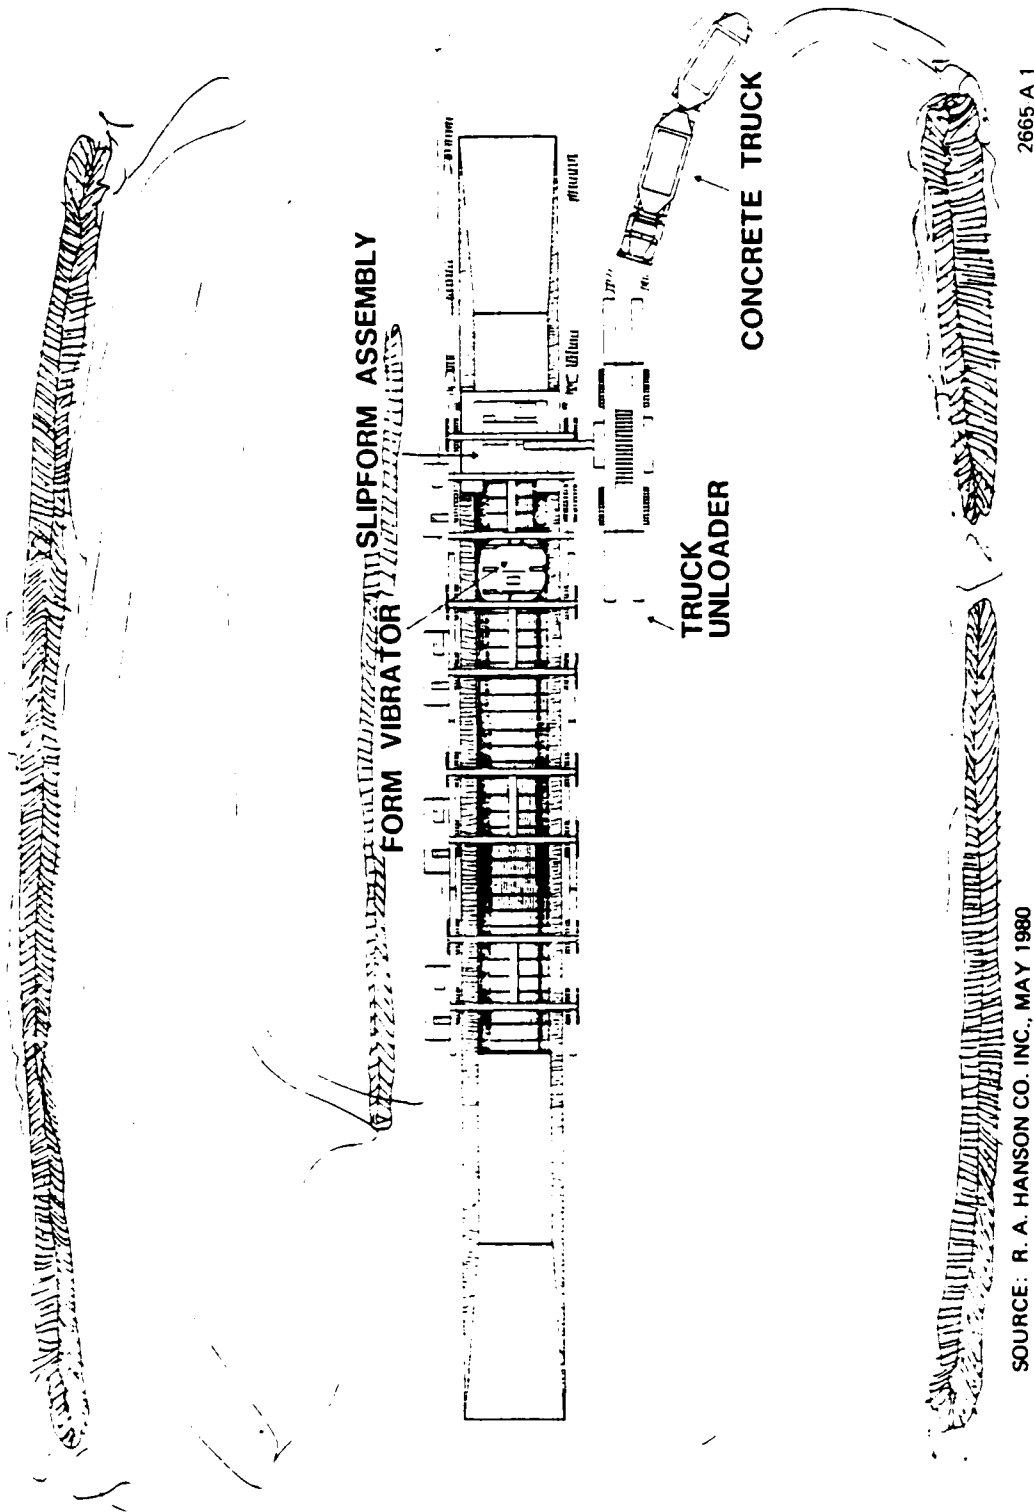 FORM VIBRATOR
SLIPFORM ASSEMBLY
TRUCK
UNLOADER
CONCRETE TRUCK
SOURCE: R. A. HANSON CO. INC., MAY 1980
2665 A 1